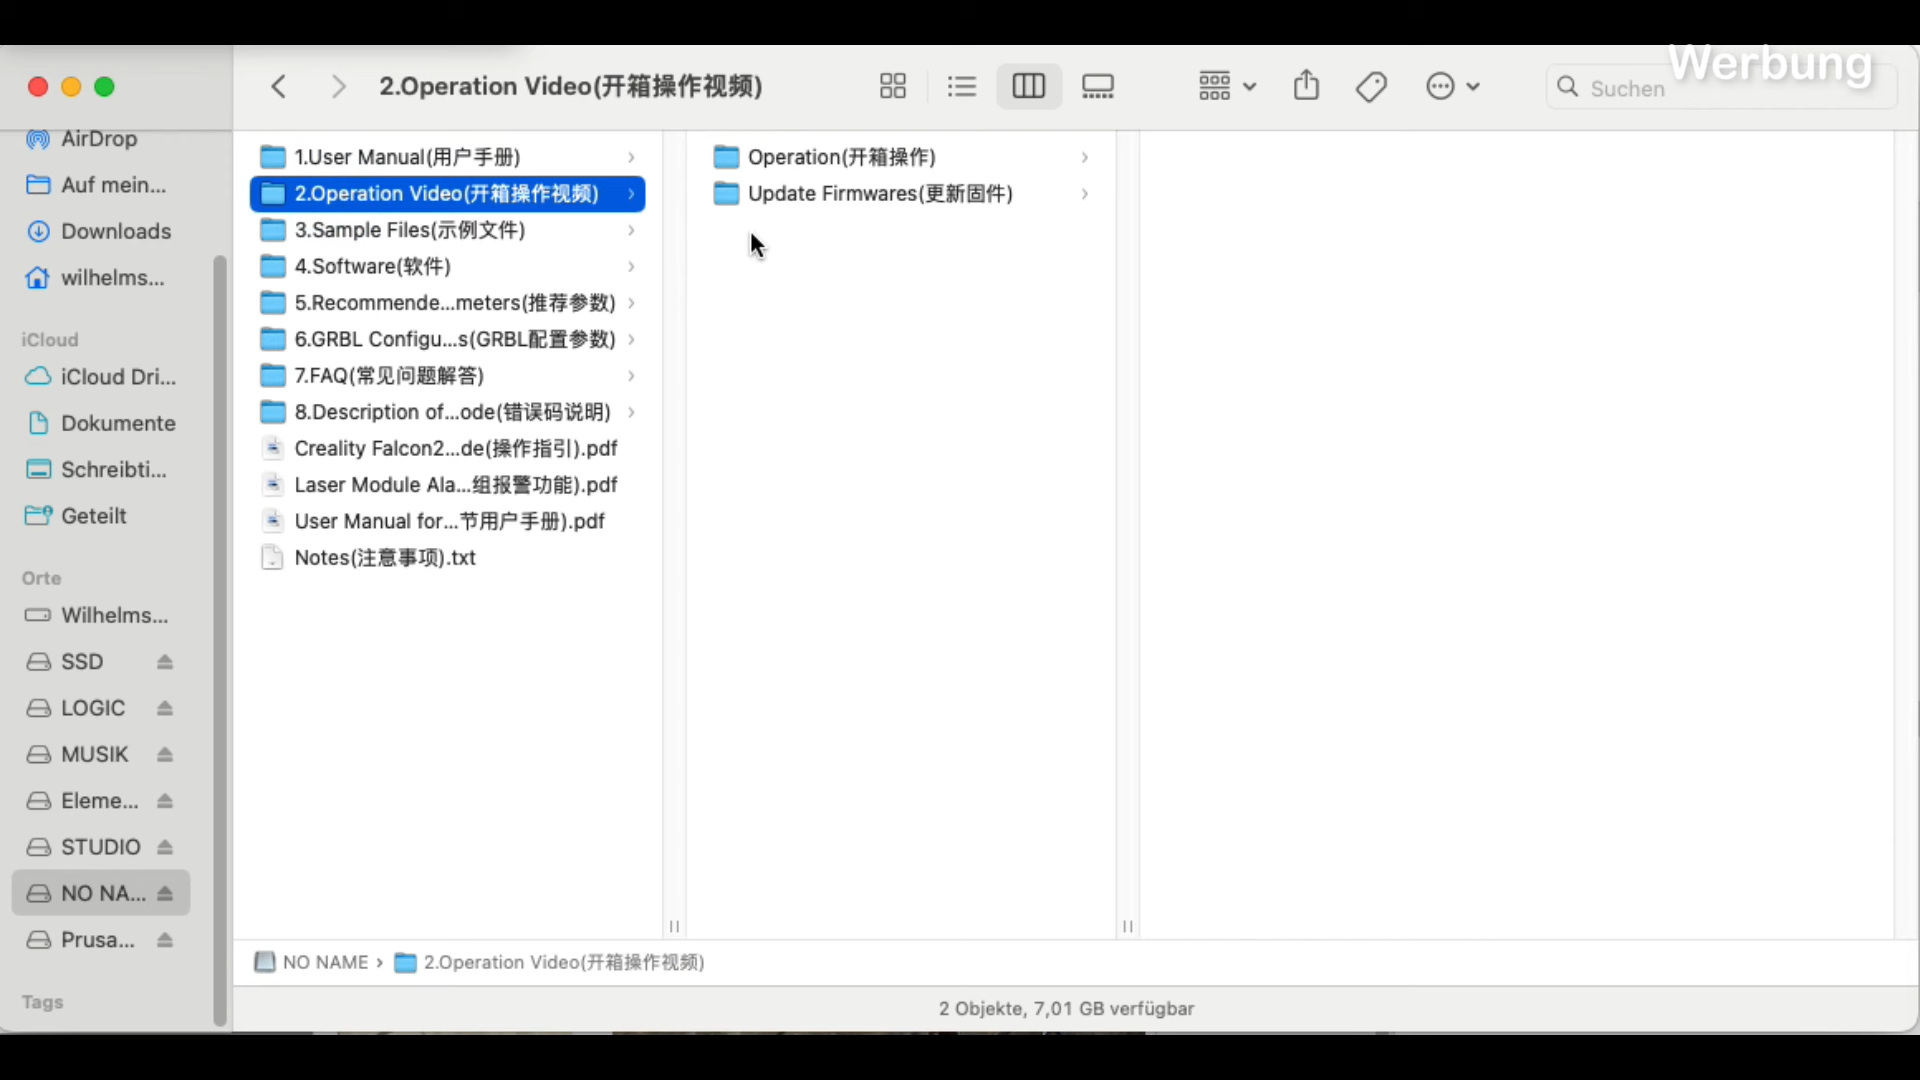 Werbung
2.Operation Video(开箱操作视频)
Suchen
AirDrop
Auf mein...
Downloads
wilhelms...
iCloud
iCloud Dri...
Dokumente
Schreibti...
Geteilt
Orte
Wilhelms...
SSD
LOGIC
MUSIK
Eleme...
STUDIO
NO NA...
Prusa...
Tags
1.User Manual(用户手册)
2.Operation Video(开箱操作视频)
3.Sample Files(示例文件)
4.Software(软件)
5.Recommende...meters(推荐参数)
6.GRBL Configu...s(GRBL配置参数)
7.FAQ(常见问题解答)
8.Description of...ode(错误码说明)
Creality Falcon2...de(操作指引).pdf
Laser Module Ala...组报警功能).pdf
User Manual for...节用户手册).pdf
Notes(注意事项).txt
Operation(开箱操作)
Update Firmwares(更新固件)
NO NAME › 2.Operation Video(开箱操作视频)
2 Objekte, 7,01 GB verfügbar